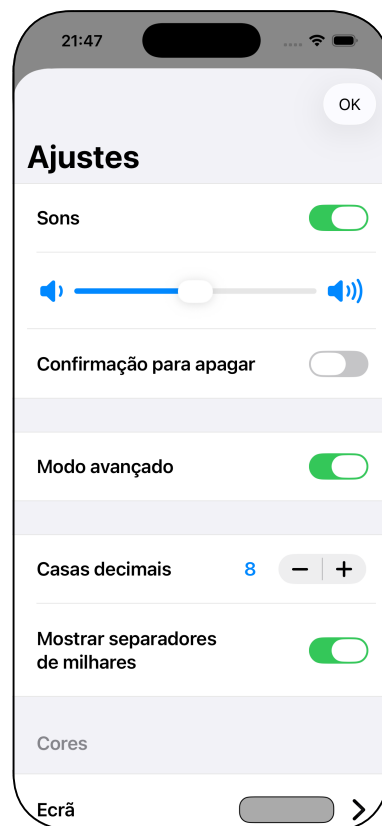 21:47
OK
Ajustes
Sons
Confirmação para apagar
Modo avançado
Casas decimais 8
Mostrar separadores
de milhares
Cores
Ecrã